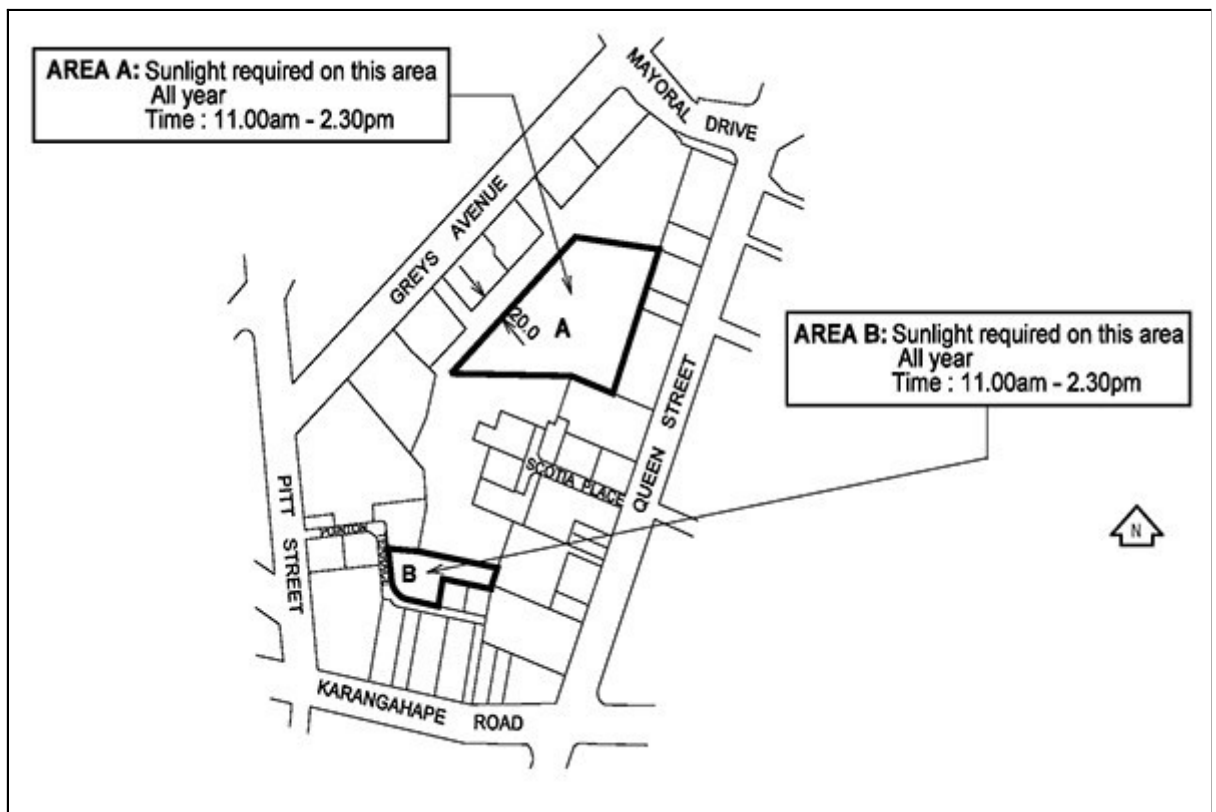 AREA A: Sunlight required on this area
All year
Time : 11.00am - 2.30pm
MAYORAL DRIVE
GREYS AVENUE
20.0
A
AREA B: Sunlight required on this area
All year
Time : 11.00am - 2.30pm
QUEEN STREET
SCOTIA PLACE
PITT STREET
POYNTON
B
N
KARANGAHAPE ROAD